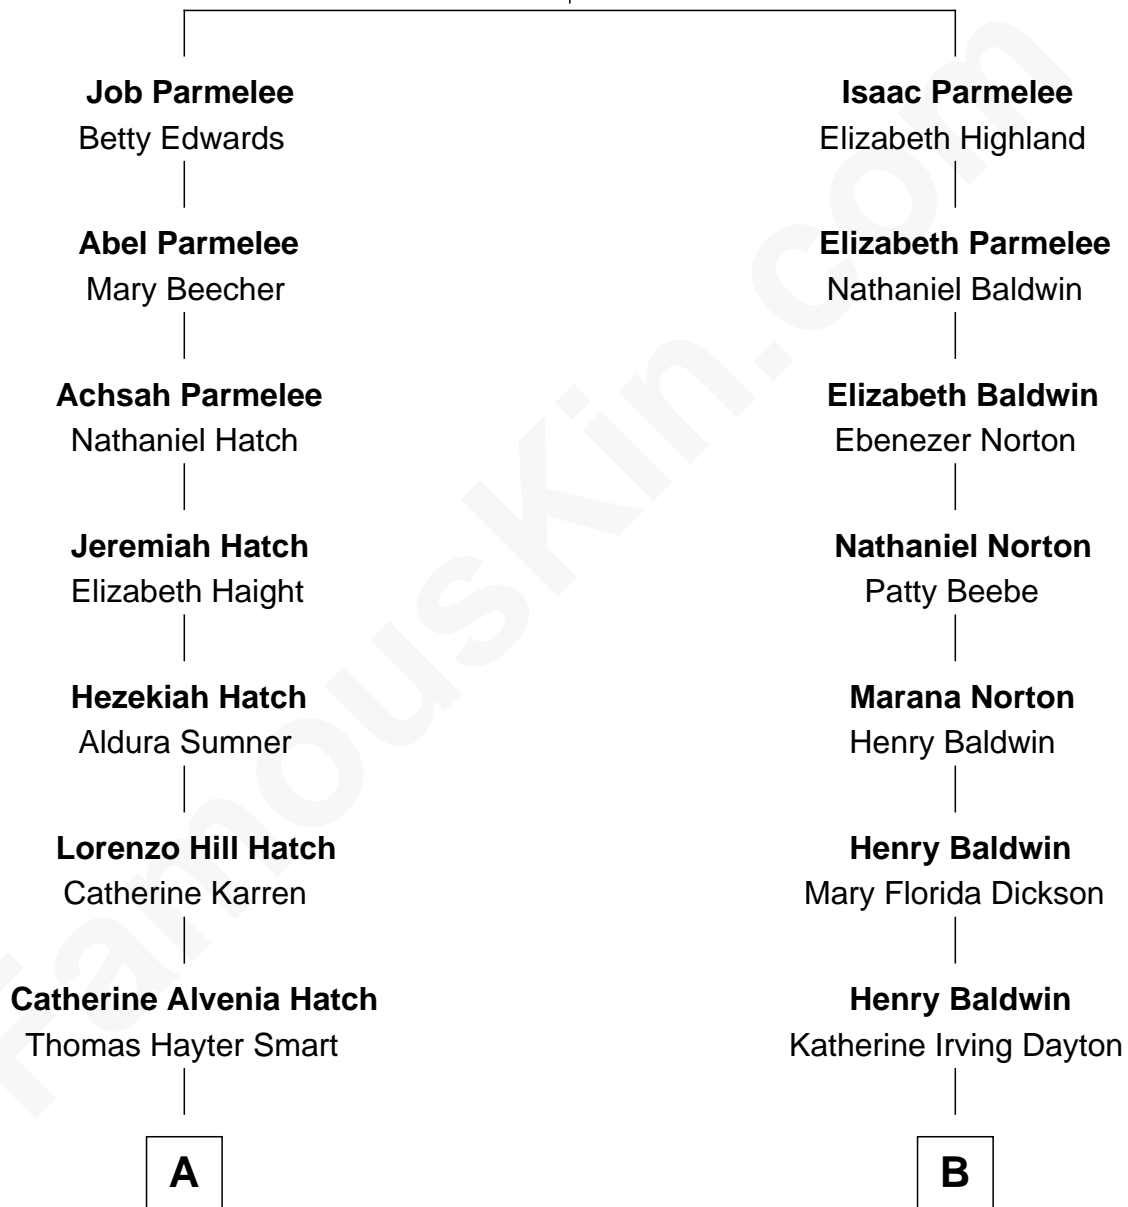 Job Parmelee
Betty Edwards
Abel Parmelee
Mary Beecher
Achsah Parmelee
Nathaniel Hatch
Jeremiah Hatch
Elizabeth Haight
Hezekiah Hatch
Aldura Sumner
Lorenzo Hill Hatch
Catherine Karren
Catherine Alvenia Hatch
Thomas Hayter Smart
A
Isaac Parmelee
Elizabeth Highland
Elizabeth Parmelee
Nathaniel Baldwin
Elizabeth Baldwin
Ebenezer Norton
Nathaniel Norton
Patty Beebe
Marana Norton
Henry Baldwin
Henry Baldwin
Mary Florida Dickson
Henry Baldwin
Katherine Irving Dayton
B
FamousKin.com